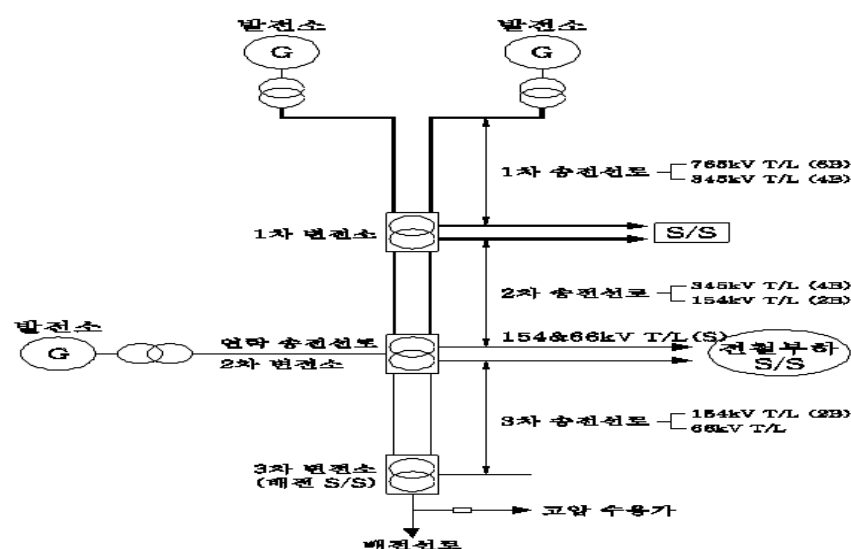 발전소
발전소
G
G
1차 송전선로
765kV T/L (6B)
345kV T/L (4B)
1차 변전소
S/S
2차 송전선로
345kV T/L (4B)
154kV T/L (2B)
발전소
G
연락 송전선로
2차 변전소
154&66kV T/L(S)
전철부하
S/S
3차 송전선로
154kV T/L (2B)
66kV T/L
3차 변전소
(배전 S/S)
고압 수용가
배전선로